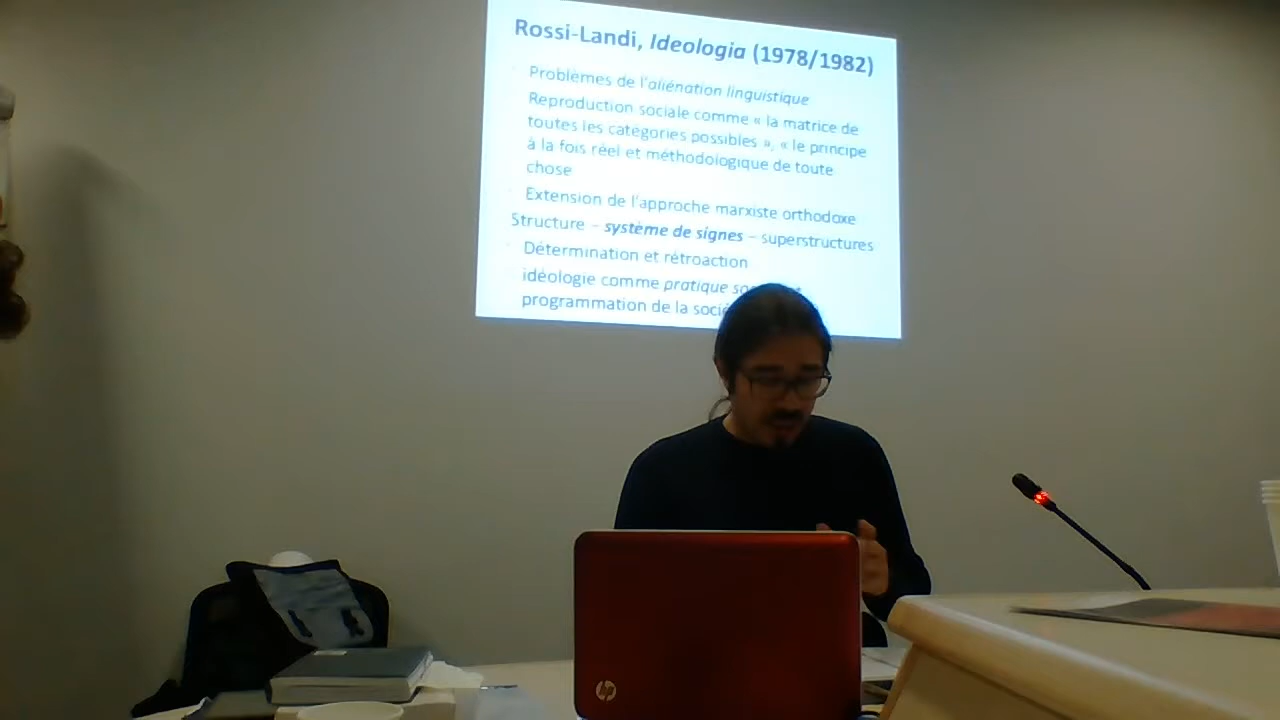 Rossi-Landi, Ideologia (1978/1982)
Problèmes de l'aliénation linguistique
Reproduction sociale comme « la matrice de
toutes les catégories possibles », « le principe
à la fois réel et méthodologique de toute
chose
Extension de l'approche marxiste orthodoxe
Structure – système de signes – superstructures
Détermination et rétroaction
idéologie comme pratique
programmation de la
hp